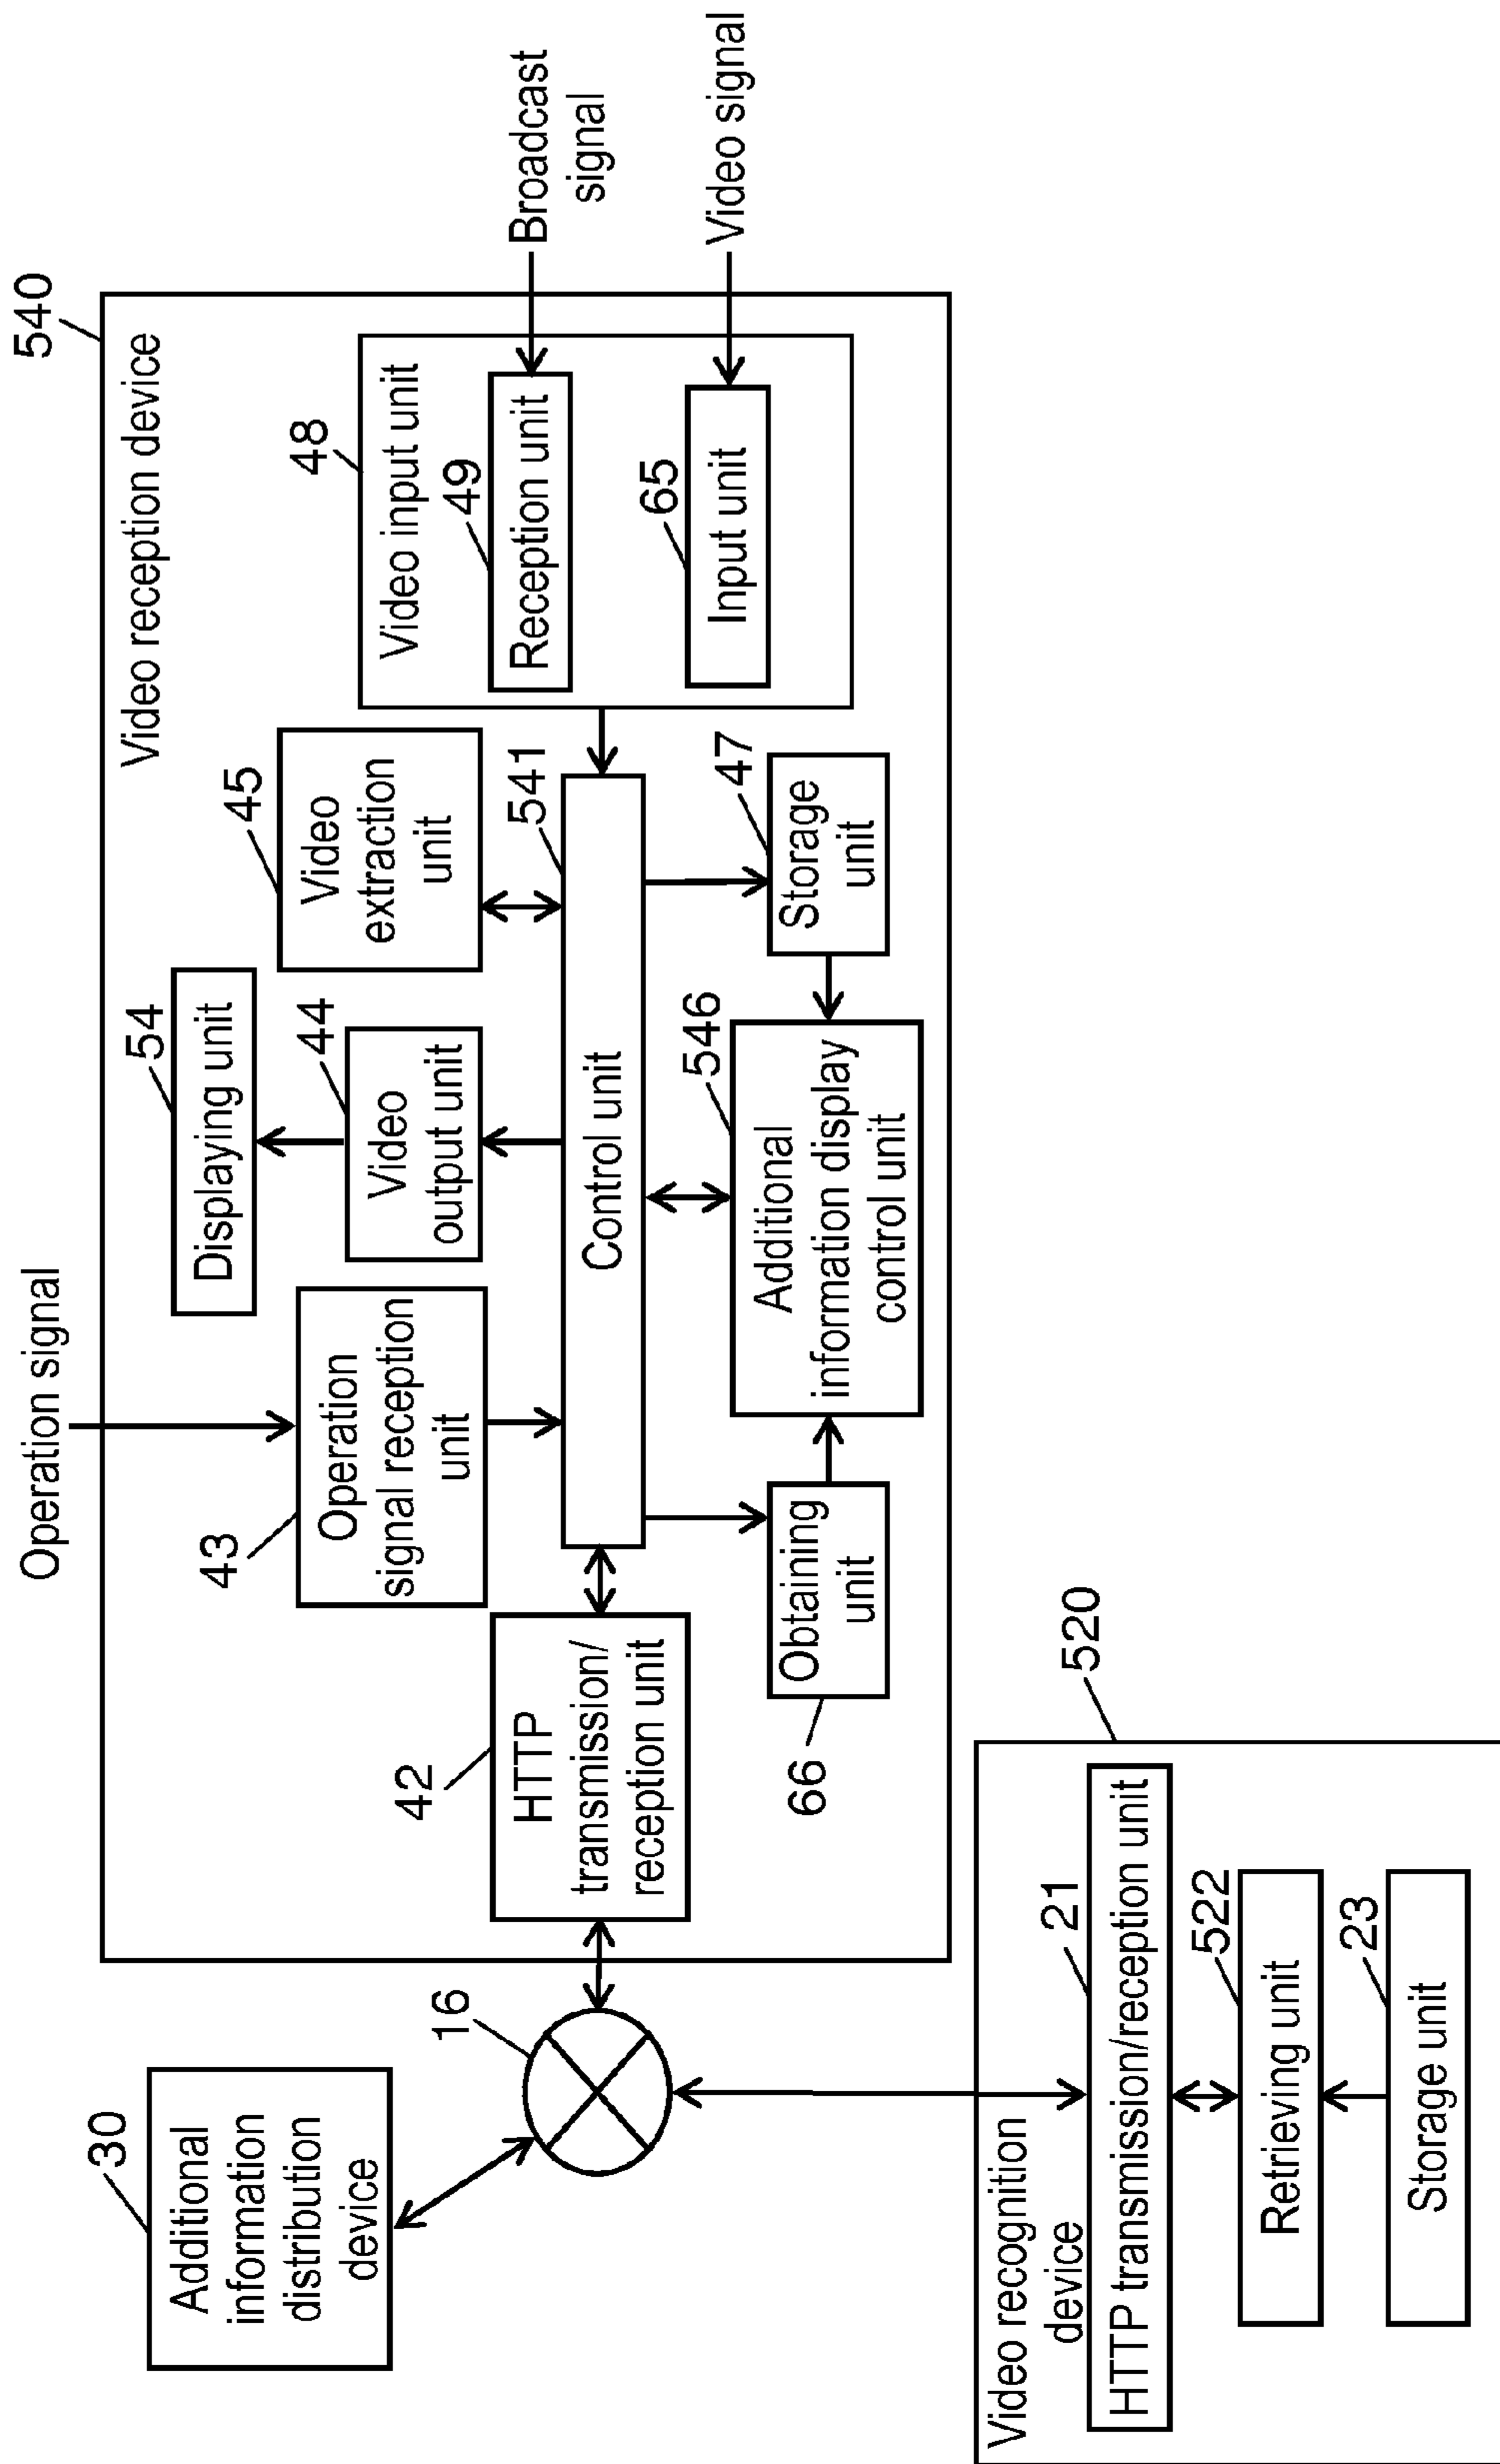 540
Video reception device
Operation signal
54
Displaying unit
43
Operation
signal reception
unit
44
Video
output unit
45
Video
extraction
unit
48
Video input unit
49
Reception unit
65
Input unit
Broadcast
signal
Video signal
30
Additional
information
distribution
device
16
42
HTTP
transmission/
reception unit
541
Control unit
66
Obtaining
unit
546
Additional
information display
control unit
47
Storage
unit
520
Video recognition
device
21
HTTP transmission/reception unit
522
Retrieving unit
23
Storage unit